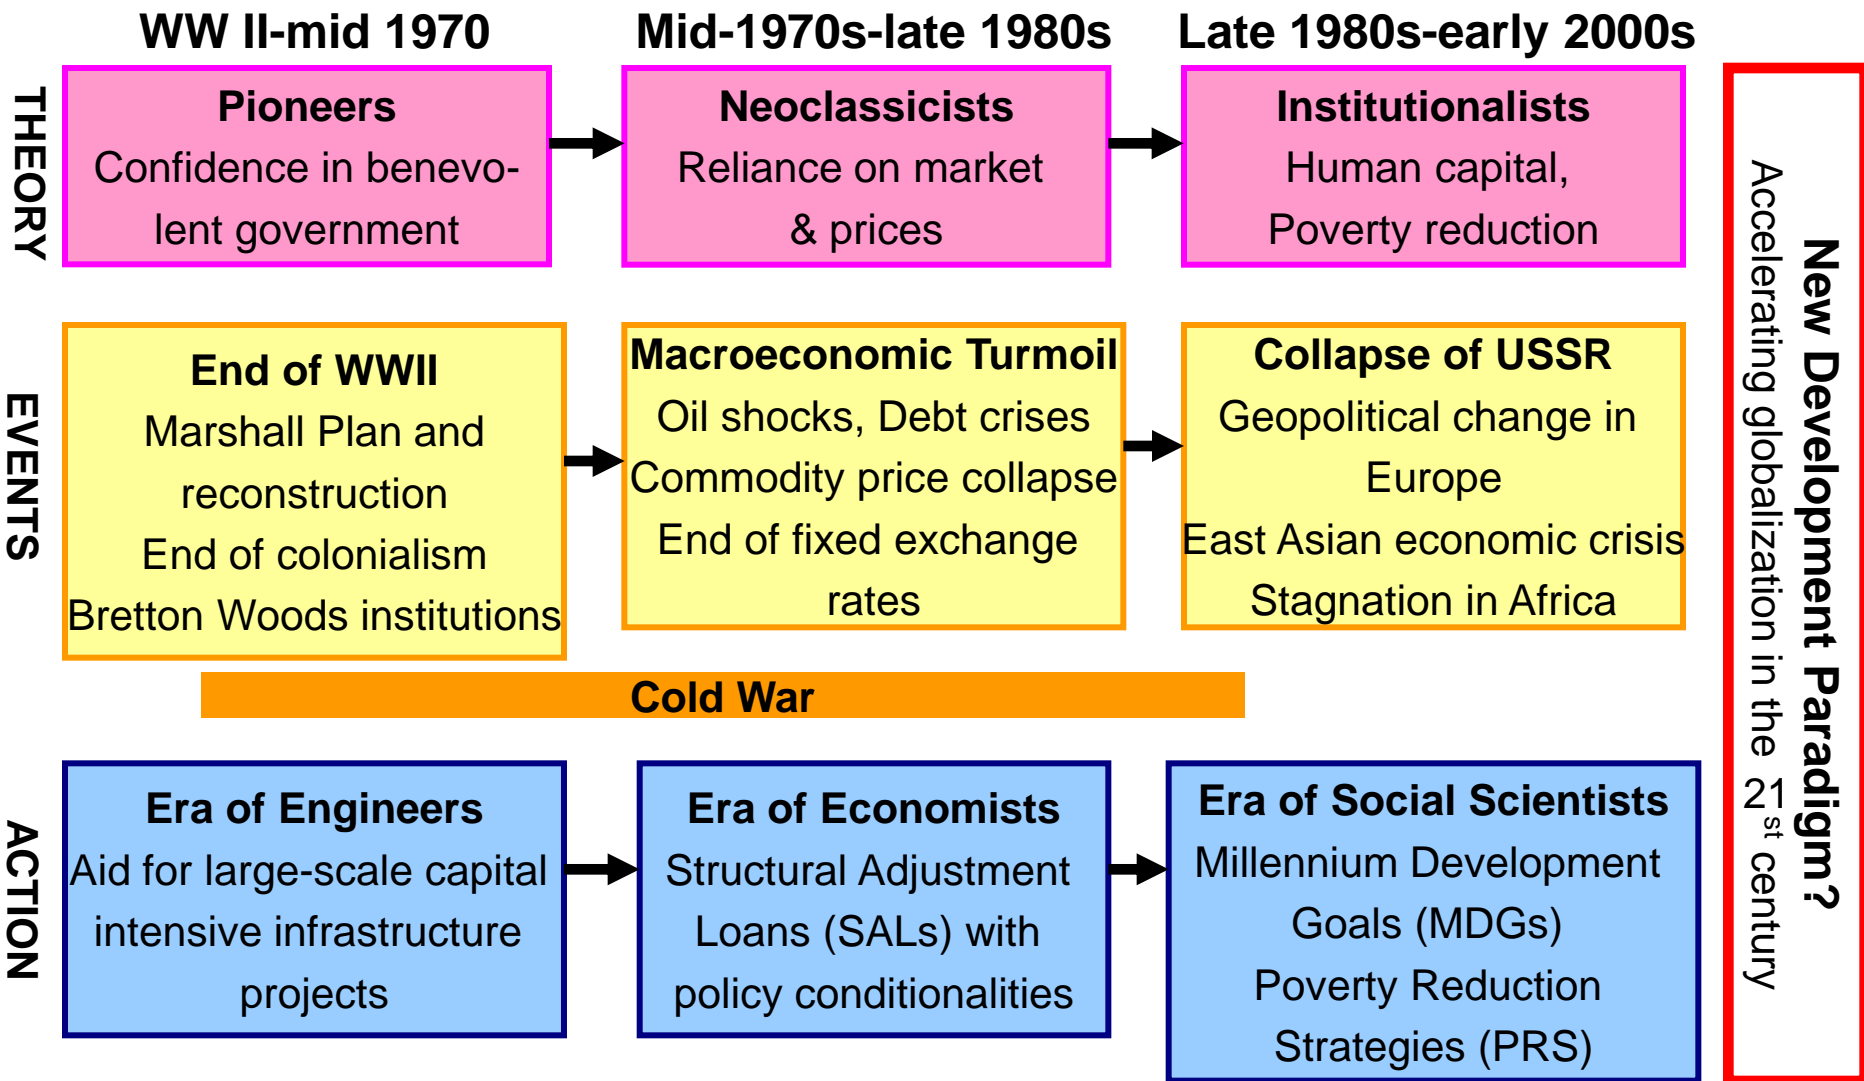 WW II-mid 1970
Mid-1970s-late 1980s
Late 1980s-early 2000s
THEORY
Pioneers
Confidence in benevo-
lent government
Neoclassicists
Reliance on market
& prices
Institutionalists
Human capital,
Poverty reduction
EVENTS
End of WWII
Marshall Plan and
reconstruction
End of colonialism
Bretton Woods institutions
Macroeconomic Turmoil
Oil shocks, Debt crises
Commodity price collapse
End of fixed exchange
rates
Collapse of USSR
Geopolitical change in
Europe
East Asian economic crisis
Stagnation in Africa
Cold War
ACTION
Era of Engineers
Aid for large-scale capital
intensive infrastructure
projects
Era of Economists
Structural Adjustment
Loans (SALs) with
policy conditionalities
Era of Social Scientists
Millennium Development
Goals (MDGs)
Poverty Reduction
Strategies (PRS)
New Development Paradigm?
Accelerating globalization in the 21st century